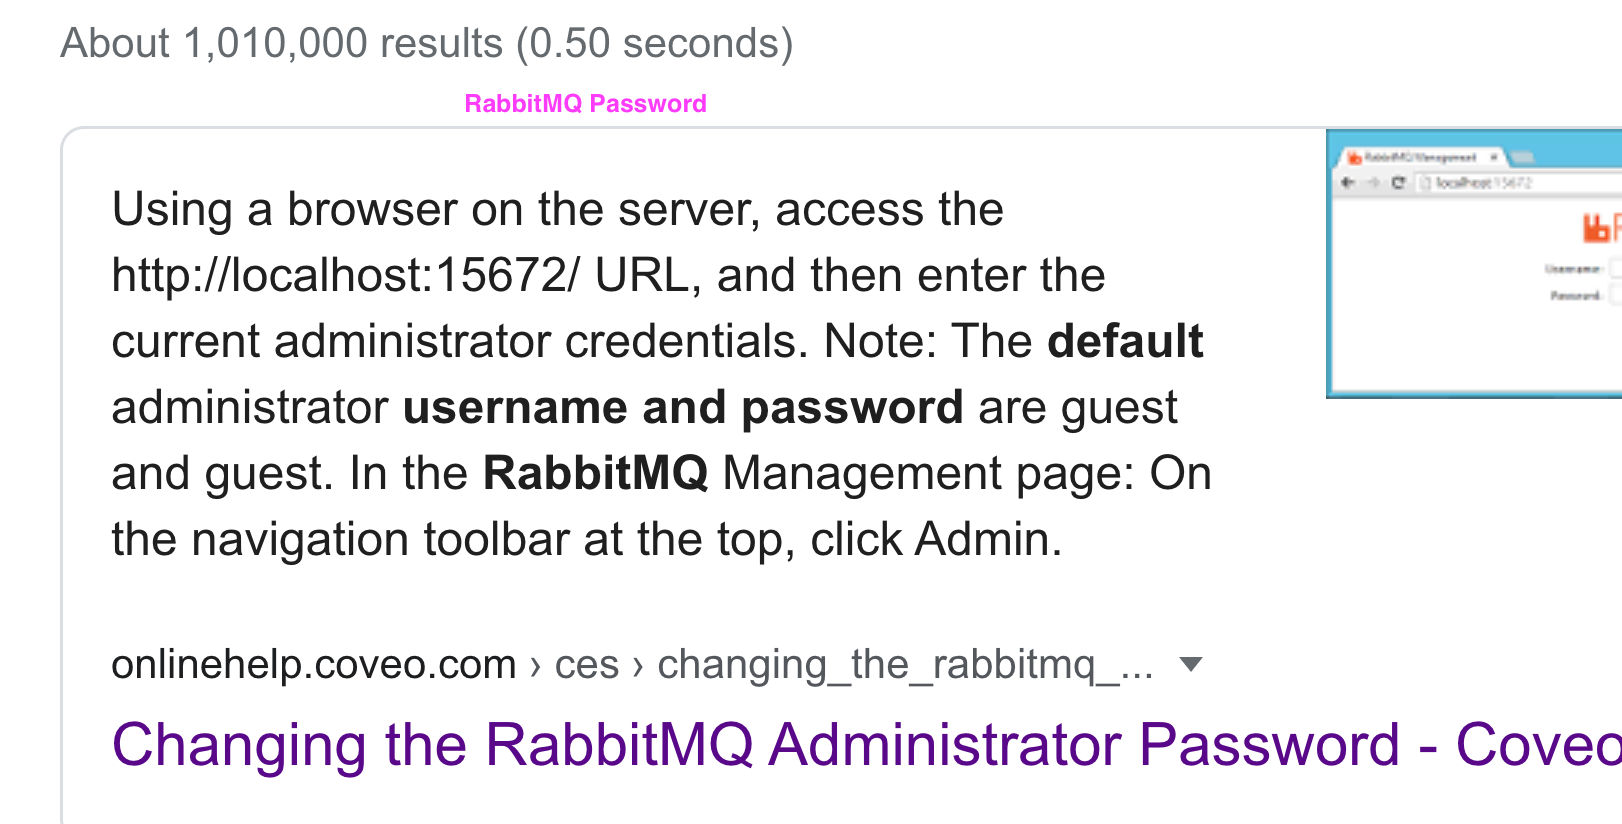 About 1,010,000 results (0.50 seconds)
RabbitMQ Password
Using a browser on the server, access the
http://localhost:15672/ URL, and then enter the
current administrator credentials. Note: The default
administrator username and password are guest
and guest. In the RabbitMQ Management page: On
the navigation toolbar at the top, click Admin.
RabbitMQ Management
localhost:15672
Username:
Password:
onlinehelp.coveo.com › ces › changing_the_rabbitmq_...
Changing the RabbitMQ Administrator Password - Coveo